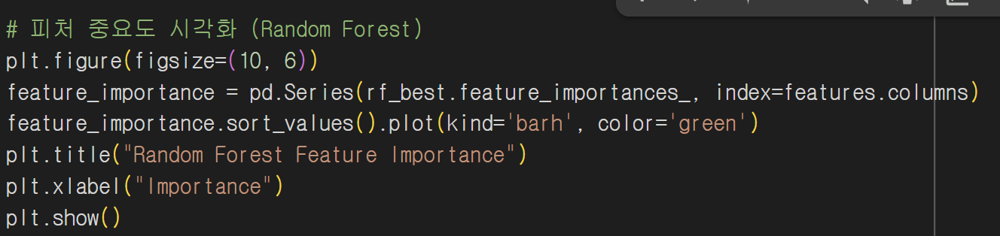 # 피처 중요도 시각화 (Random Forest)
plt.figure(figsize=(10, 6))
feature_importance = pd.Series(rf_best.feature_importances_, index=features.columns)
feature_importance.sort_values().plot(kind='barh', color='green')
plt.title("Random Forest Feature Importance")
plt.xlabel("Importance")
plt.show()